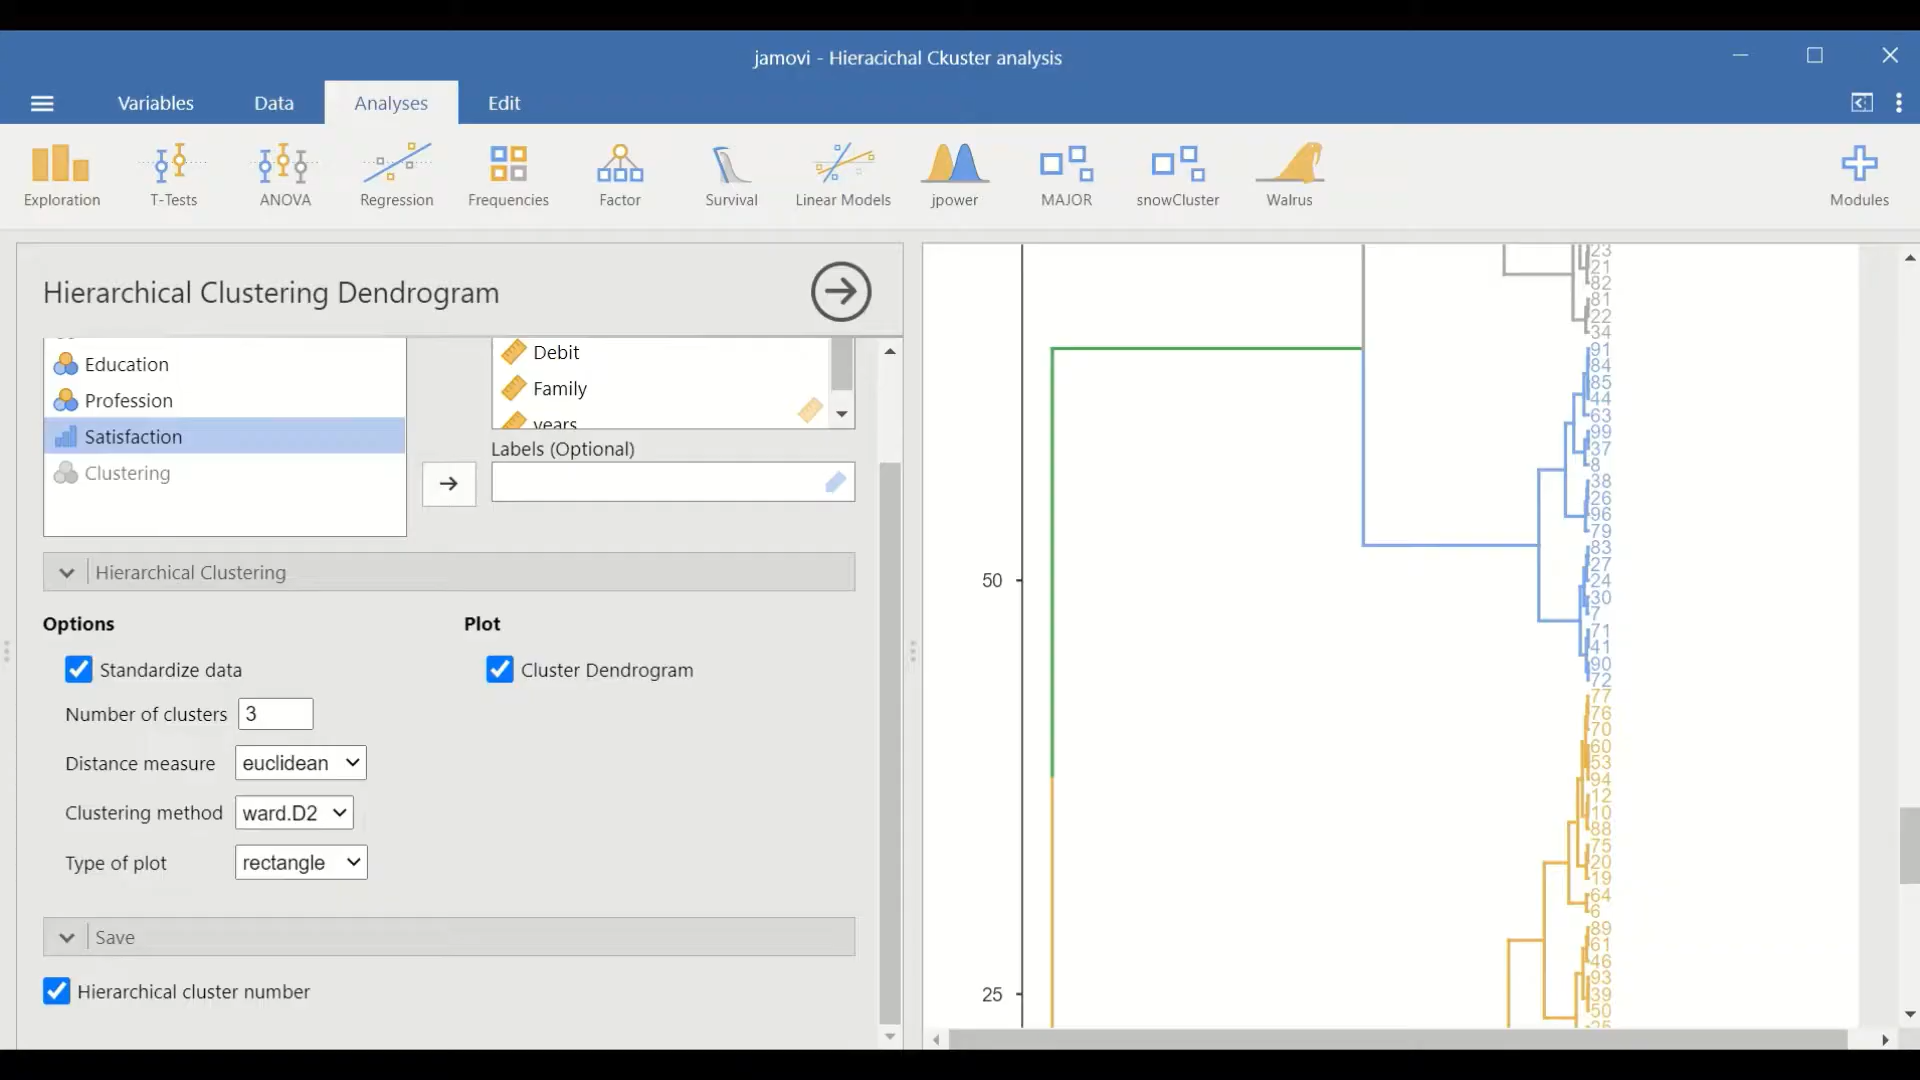 jamovi - Hieracichal Ckuster analysis
Variables
Data
Analyses
Edit
Exploration
T-Tests
ANOVA
Regression
Frequencies
Factor
Survival
Linear Models
jpower
MAJOR
snowCluster
Walrus
Modules
Hierarchical Clustering Dendrogram
Education
Profession
Satisfaction
Clustering
Debit
Family
years
Labels (Optional)
Hierarchical Clustering
Options
Plot
Standardize data
Cluster Dendrogram
Number of clusters 3
Distance measure euclidean
Clustering method ward.D2
Type of plot rectangle
Save
Hierarchical cluster number
50
25
23
21
82
81
22
34
91
84
85
44
63
99
37
8
38
26
96
79
83
27
24
30
7
71
41
90
72
77
76
70
60
53
94
12
10
88
75
20
19
64
6
89
61
46
93
39
50